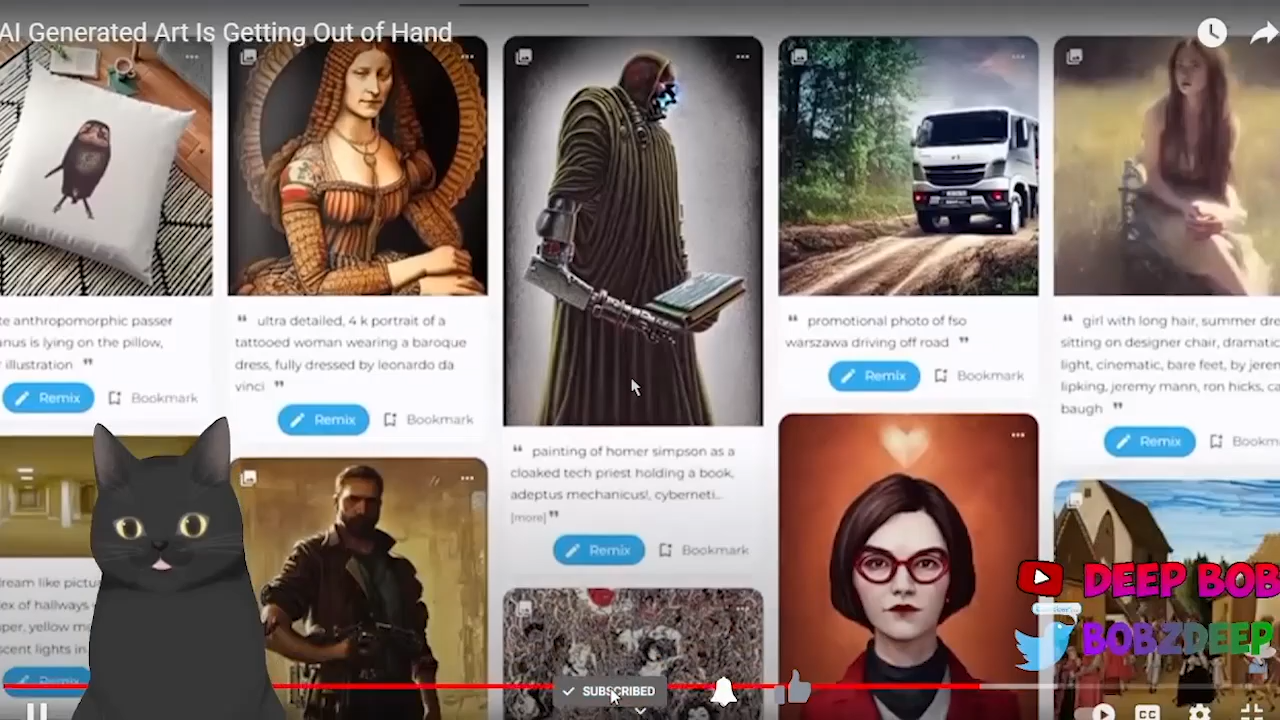 AI Generated Art Is Getting Out of Hand
te anthropomorphic passer
anus is lying on the pillow,
illustration ❞
Remix Bookmark
❝ ultra detailed, 4 k portrait of a
tattooed woman wearing a baroque
dress, fully dressed by leonardo da
vinci ❞
Remix Bookmark
❝ painting of homer simpson as a
cloaked tech priest holding a book,
adeptus mechanicus!, cyberneti...
[more] ❞
Remix Bookmark
❝ promotional photo of fso
warszawa driving off road ❞
Remix Bookmark
❝ girl with long hair, summer dre
sitting on designer chair, dramatic
light, cinematic, bare feet, by jerem
lipking, jeremy mann, ron hicks, ca
baugh ❞
Remix Bookm
ream like pictu
ex of hallways
per, yellow m
scent lights in
Remix
DEEP BOB
BOBZDEEP
SUBSCRIBED
CC